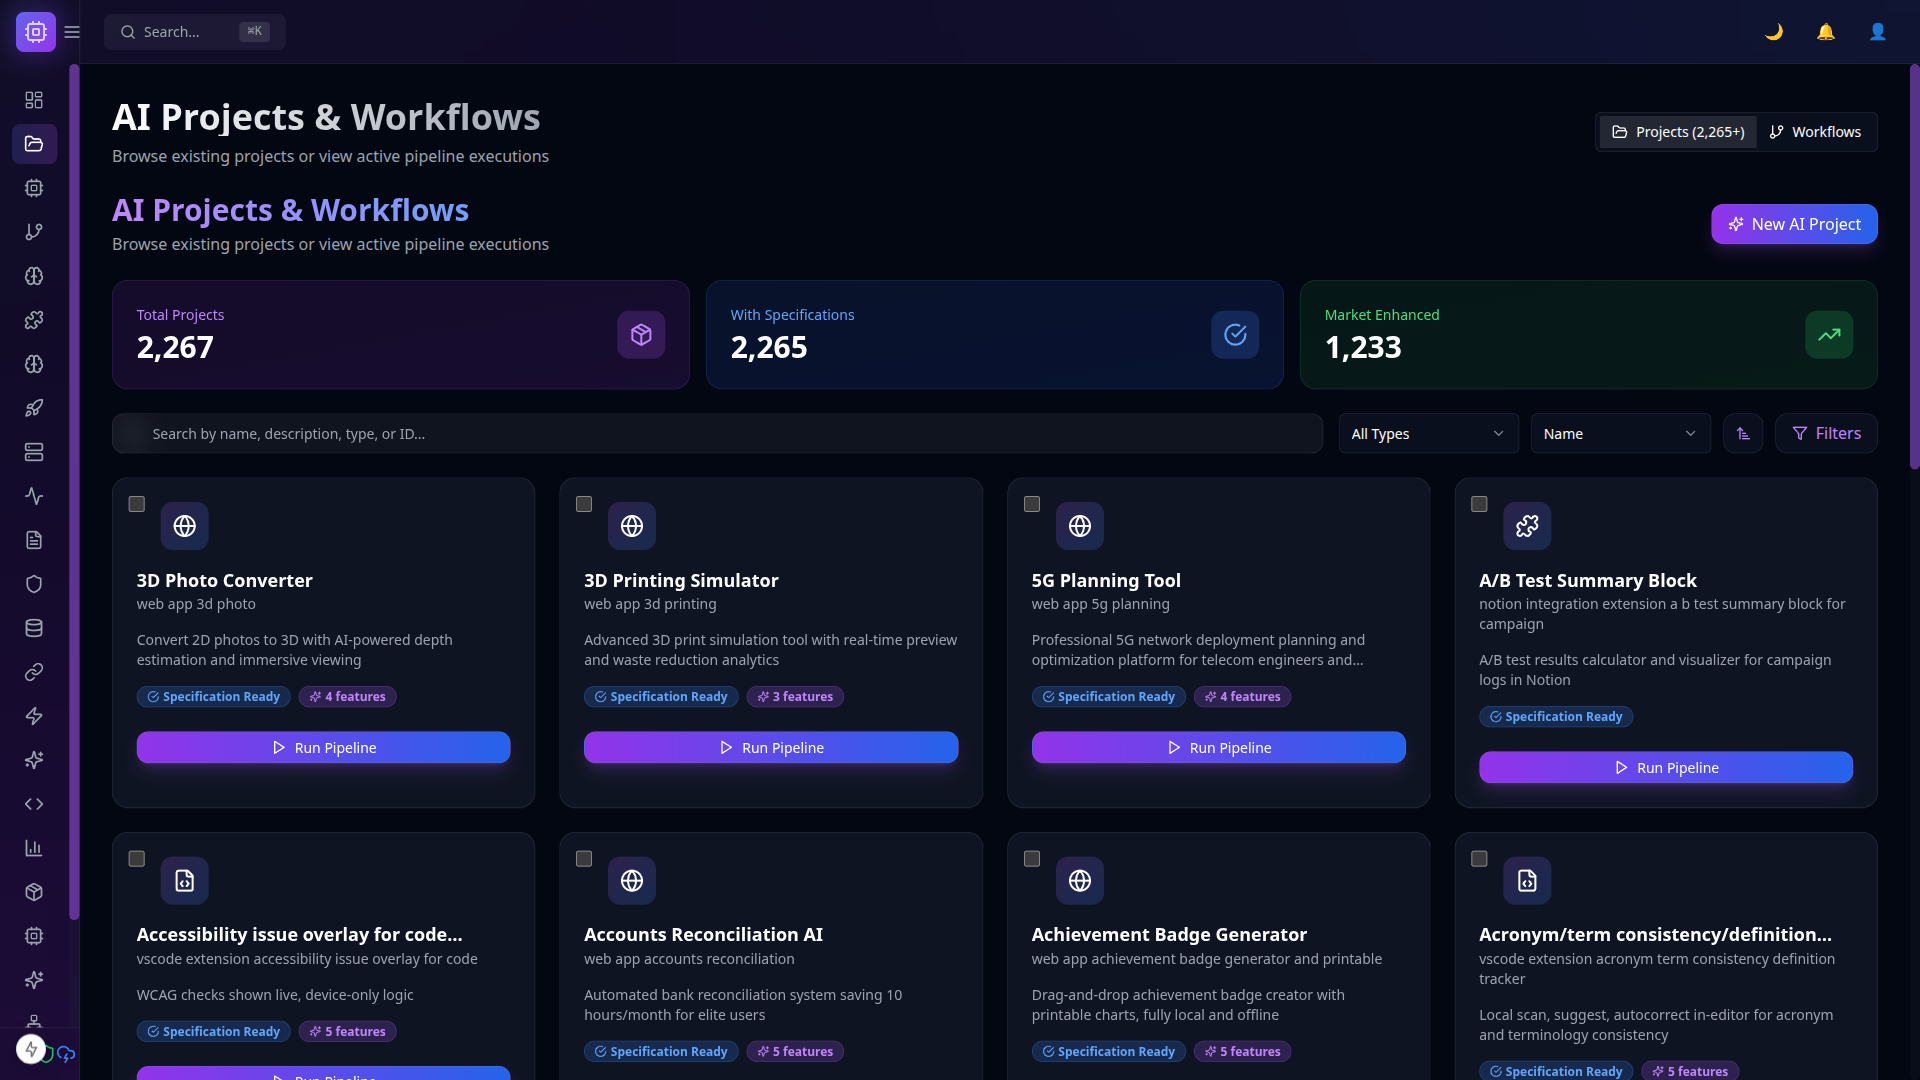 Search...
⌘K
AI Projects & Workflows
Browse existing projects or view active pipeline executions
Projects (2,265+)
Workflows
AI Projects & Workflows
Browse existing projects or view active pipeline executions
New AI Project
Total Projects
2,267
With Specifications
2,265
Market Enhanced
1,233
Search by name, description, type, or ID...
All Types
Name
Filters
3D Photo Converter
web app 3d photo
Convert 2D photos to 3D with AI-powered depth
estimation and immersive viewing
Specification Ready
4 features
Run Pipeline
3D Printing Simulator
web app 3d printing
Advanced 3D print simulation tool with real-time preview
and waste reduction analytics
Specification Ready
3 features
Run Pipeline
5G Planning Tool
web app 5g planning
Professional 5G network deployment planning and
optimization platform for telecom engineers and...
Specification Ready
4 features
Run Pipeline
A/B Test Summary Block
notion integration extension a b test summary block for
campaign
A/B test results calculator and visualizer for campaign
logs in Notion
Specification Ready
Run Pipeline
Accessibility issue overlay for code...
vscode extension accessibility issue overlay for code
WCAG checks shown live, device-only logic
Specification Ready
5 features
Run Pipeline
Accounts Reconciliation AI
web app accounts reconciliation
Automated bank reconciliation system saving 10
hours/month for elite users
Specification Ready
5 features
Achievement Badge Generator
web app achievement badge generator and printable
Drag-and-drop achievement badge creator with
printable charts, fully local and offline
Specification Ready
5 features
Acronym/term consistency/definition...
vscode extension acronym term consistency definition
tracker
Local scan, suggest, autocorrect in-editor for acronym
and terminology consistency
Specification Ready
5 features